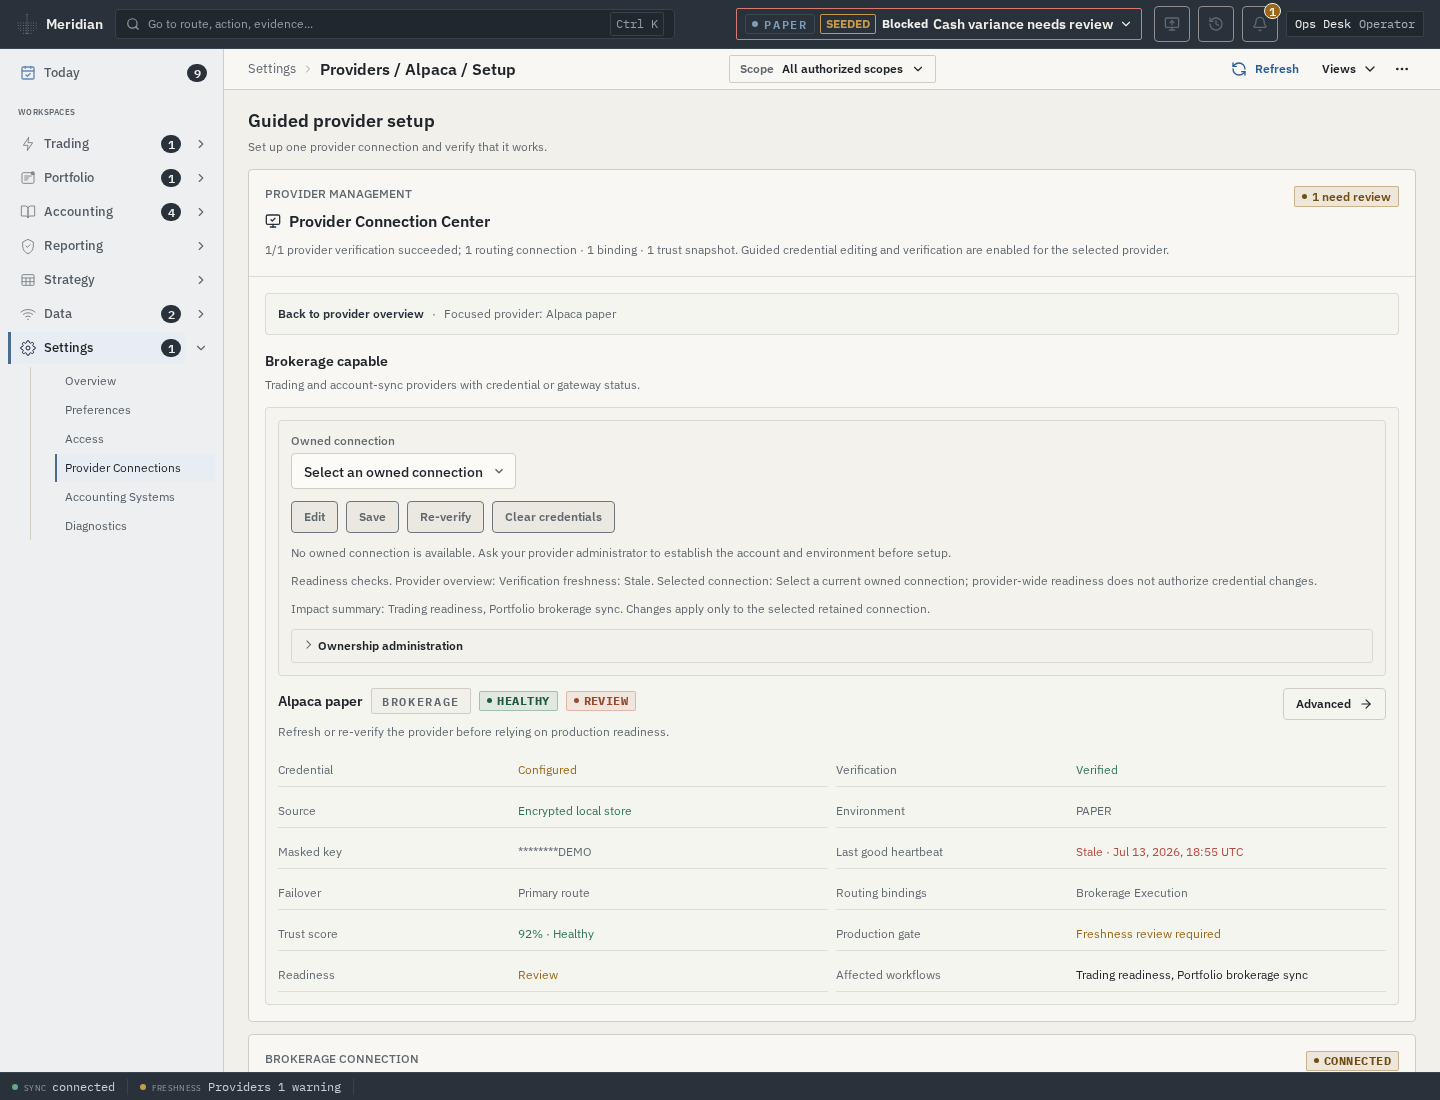 Meridian
Go to route, action, evidence...
Ctrl K
PAPER
SEEDED
Blocked Cash variance needs review
1
Ops Desk Operator
Today
9
WORKSPACES
Trading
1
Portfolio
1
Accounting
4
Reporting
Strategy
Data
2
Settings
1
Overview
Preferences
Access
Provider Connections
Accounting Systems
Diagnostics
Settings
Providers / Alpaca / Setup
Scope All authorized scopes
Refresh
Views
Guided provider setup
Set up one provider connection and verify that it works.
PROVIDER MANAGEMENT
1 need review
Provider Connection Center
1/1 provider verification succeeded; 1 routing connection · 1 binding · 1 trust snapshot. Guided credential editing and verification are enabled for the selected provider.
Back to provider overview · Focused provider: Alpaca paper
Brokerage capable
Trading and account-sync providers with credential or gateway status.
Owned connection
Select an owned connection
Edit
Save
Re-verify
Clear credentials
No owned connection is available. Ask your provider administrator to establish the account and environment before setup.
Readiness checks. Provider overview: Verification freshness: Stale. Selected connection: Select a current owned connection; provider-wide readiness does not authorize credential changes.
Impact summary: Trading readiness, Portfolio brokerage sync. Changes apply only to the selected retained connection.
Ownership administration
Alpaca paper
BROKERAGE
HEALTHY
REVIEW
Advanced
Refresh or re-verify the provider before relying on production readiness.
Credential Configured
Verification Verified
Source Encrypted local store
Environment PAPER
Masked key ********DEMO
Last good heartbeat Stale · Jul 13, 2026, 18:55 UTC
Failover Primary route
Routing bindings Brokerage Execution
Trust score 92% · Healthy
Production gate Freshness review required
Readiness Review
Affected workflows Trading readiness, Portfolio brokerage sync
BROKERAGE CONNECTION
CONNECTED
SYNC connected
FRESHNESS Providers 1 warning